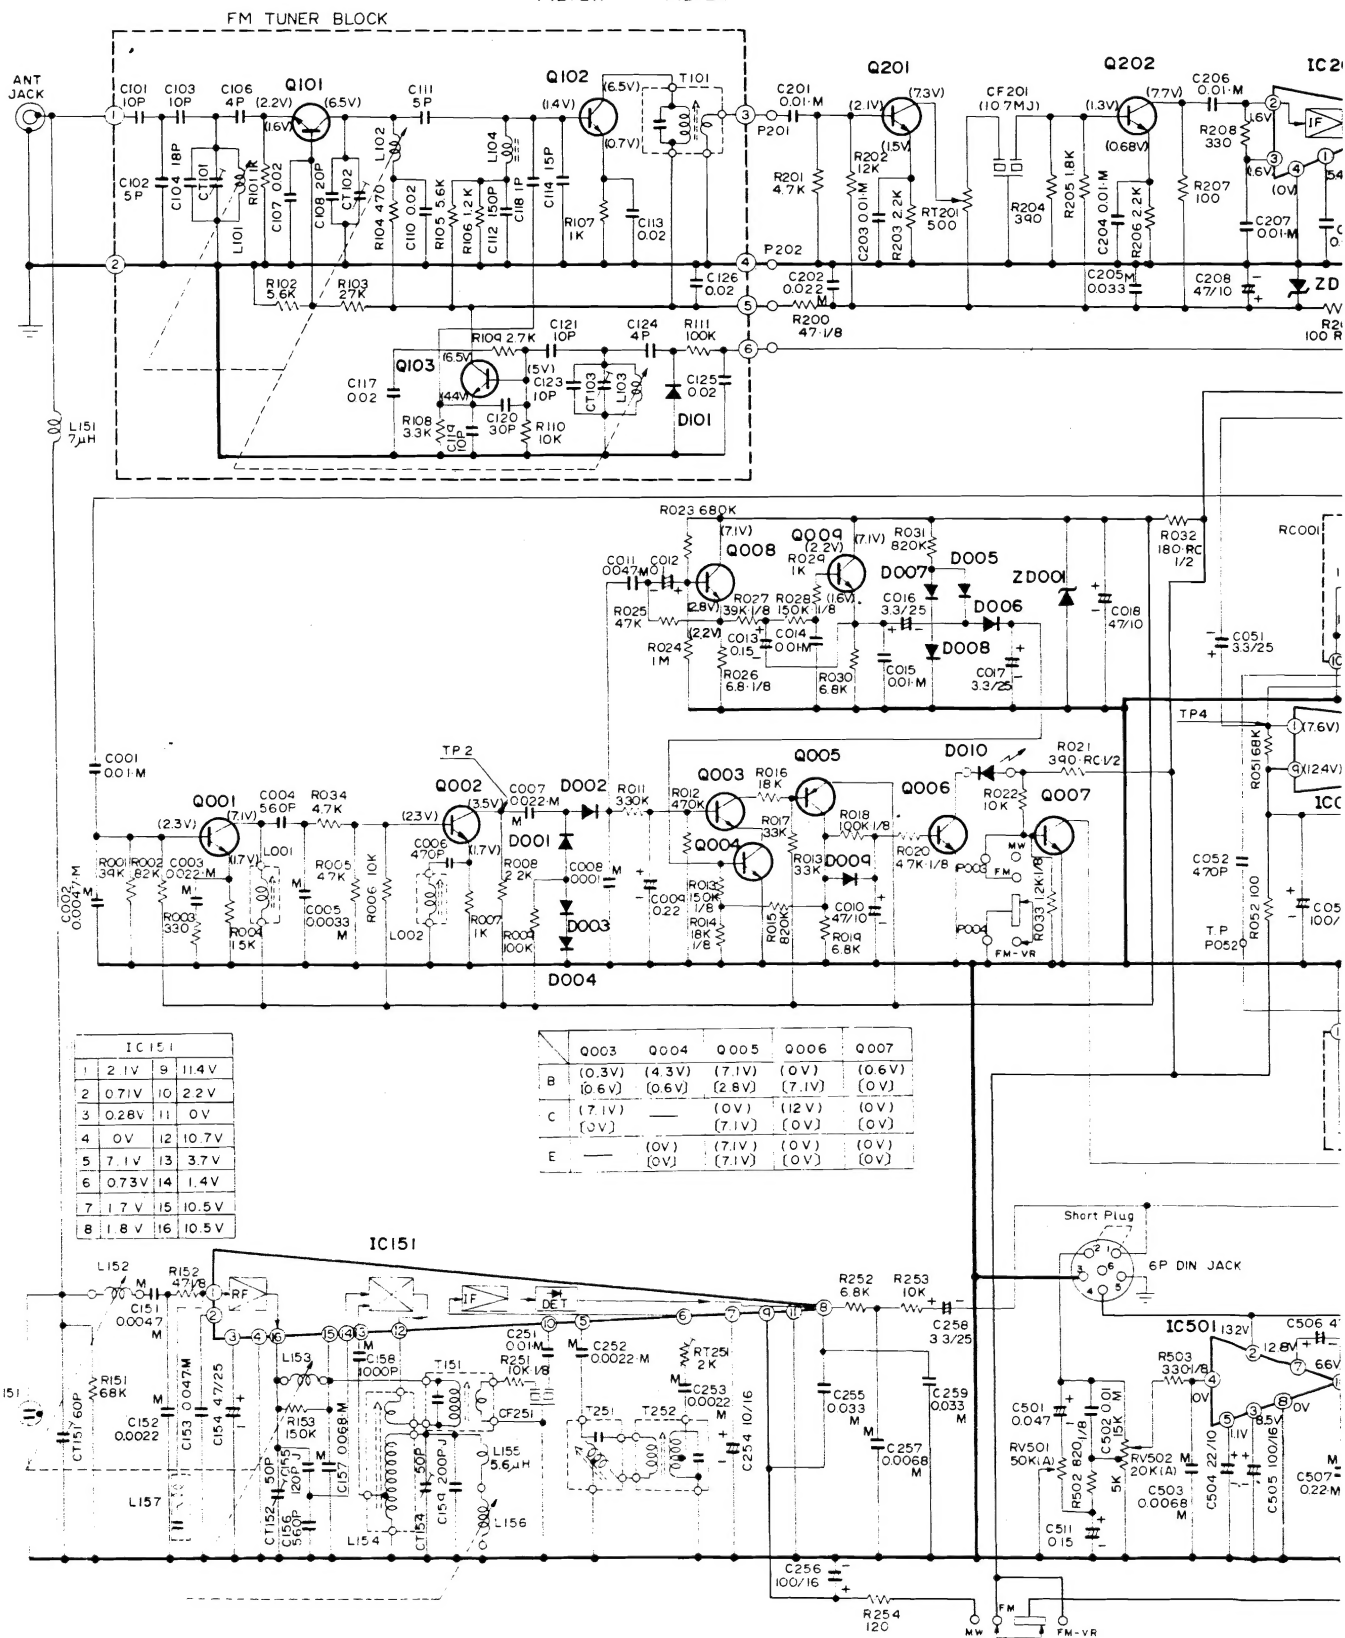 FM TUNER BLOCK
ANT
JACK
C101
10P
C103
10P
C106
4P
(2.2V)
Q101
(6.5V)
(1.6V)
C111
5P
Q102
(1.4V)
(6.5V)
(0.7V)
T101
3
P201
C201
0.01·M
Q201
(2.1V)
(7.3V)
(1.5V)
CF201
(10.7MJ)
Q202
(1.3V)
(7.7V)
(0.68V)
C206
0.01·M
R208
330
IF
1
C102
5P
C104 18P
CT101
L101
R101 1K
C107 0.02
C108 20P
CT102
L102
R104 470
C110 0.02
R105 5.6K
R106 1.2K
C112 150P
L104
C118 1P
C114 15P
R107
1K
C113
0.02
R201
4.7K
R202
12K
C203 0.01·M
R203 2.2K
RT201
500
R204
390
R205 1.8K
C204 0.01·M
R206 2.2K
R207
100
C207
0.01·M
2
4
P202
R102
5.6K
R103
27K
C126
0.02
5
C202
0.022
M
R200
47·1/8
C205 M
0.033
C208
47/10
6
R109 2.7K
C121
10P
C124
4P
R111
100K
Q103
(6.5V)
(5V)
(4.4V)
C117
0.02
R108
3.3K
C119
10P
C120
30P
C123
10P
R110
10K
CT103
L103
D101
C125
0.02
L151
7μH
R023 680K
(7.1V)
Q008
Q009
(2.2V)
(7.1V)
R029
1K
R031
820K
D005
D007
D006
D008
ZD001
R032
180·RC
1/2
RC001
C011
0.047M
C012
R025
47K
(2.8V)
(2.2V)
R024
1M
R027
39K·1/8
R028
150K
1/8
(1.6V)
C016
3.3/25
C013
0.15
C014
0.01M
R026
6.8·1/8
R030
6.8K
C015
0.01·M
C017
3.3/25
C018
47/10
C051
3.3/25
TP4
R051 68K
(7.6V)
(12.4V)
C001
0.01·M
Q001
(2.3V)
(7.1V)
(1.7V)
C004
560P
R034
4.7K
TP 2
Q002
(2.3V)
(3.5V)
(1.7V)
C007
0.0022·M
M
D002
D001
R011
330K
R012
470K
Q003
R016
18K
Q005
Q004
R017
33K
R018
100K 1/8
Q006
D010
R021
390·RC1/2
R022
10K
Q007
C002
0.0047·M
R001
39K
R002
82K
C003
0.022·M
R003
330
R004
1.5K
L001
R005
4.7K
C005
0.0033
M
R006 10K
C006
470P
L002
R007
1K
R008
2.2K
R009
100K
C008
0.001
D003
D004
C009
0.22
R013
150K
1/8
R014
18K
1/8
R015
820K
R013
33K
D009
C010
47/10
R019
6.8K
R020
4.7K·1/8
P003
MW
FM
P004
FM-VR
R033 1.2K·1/8
C052
470P
R052 100
T.P
P052
IC151
1 2.1V 9 11.4V
2 0.71V 10 2.2V
3 0.28V 11 0V
4 0V 12 10.7V
5 7.1V 13 3.7V
6 0.73V 14 1.4V
7 1.7V 15 10.5V
8 1.8V 16 10.5V
Q003 Q004 Q005 Q006 Q007
B (0.3V) (4.3V) (7.1V) (0V) (0.6V)
[0.6V] [0.6V] [2.8V] [7.1V] [0V]
C (7.1V) — (0V) (12V) (0V)
[0V] [7.1V] [0V] [0V]
E — (0V) (7.1V) (0V) (0V)
[0V] [7.1V] [0V] [0V]
Short Plug
6P DIN JACK
IC151
L152
R152
47 1/8
RF
IF
DET
C151
0.0047
M
R151
68K
CT151 60P
C152
0.0022
C153 0.047·M
C154 4.7/25
L153
R153
150K
C158
1000P
T151
C251
0.01·M
R251
10K·1/8
C252
0.0022·M
RT251
2K
C253
0.0022
M
CF251
T251
T252
C254 10/16
C255
0.033
M
R252
6.8K
R253
10K
C258
3.3/25
C259
0.033
M
C257
0.0068
M
L157
CT152 50P
C155
120P J
C156
560P
C157 0.068·M
L154
CT154 50P
C159 200PJ
L155
5.6μH
L156
C256
100/16
R254
120
MW
FM
FM-VR
IC501
13.2V
12.8V
6.6V
0V
8.5V
1.1V
0V
R503
330·1/8
C501
0.047
C502 0.01
M
15K
RV501
50K(A)
R502 820 1/8
5K
RV502
20K(A)
C503
0.0068
M
C504 22/10
C505 100/16
C507
0.22·M
C511
0.15